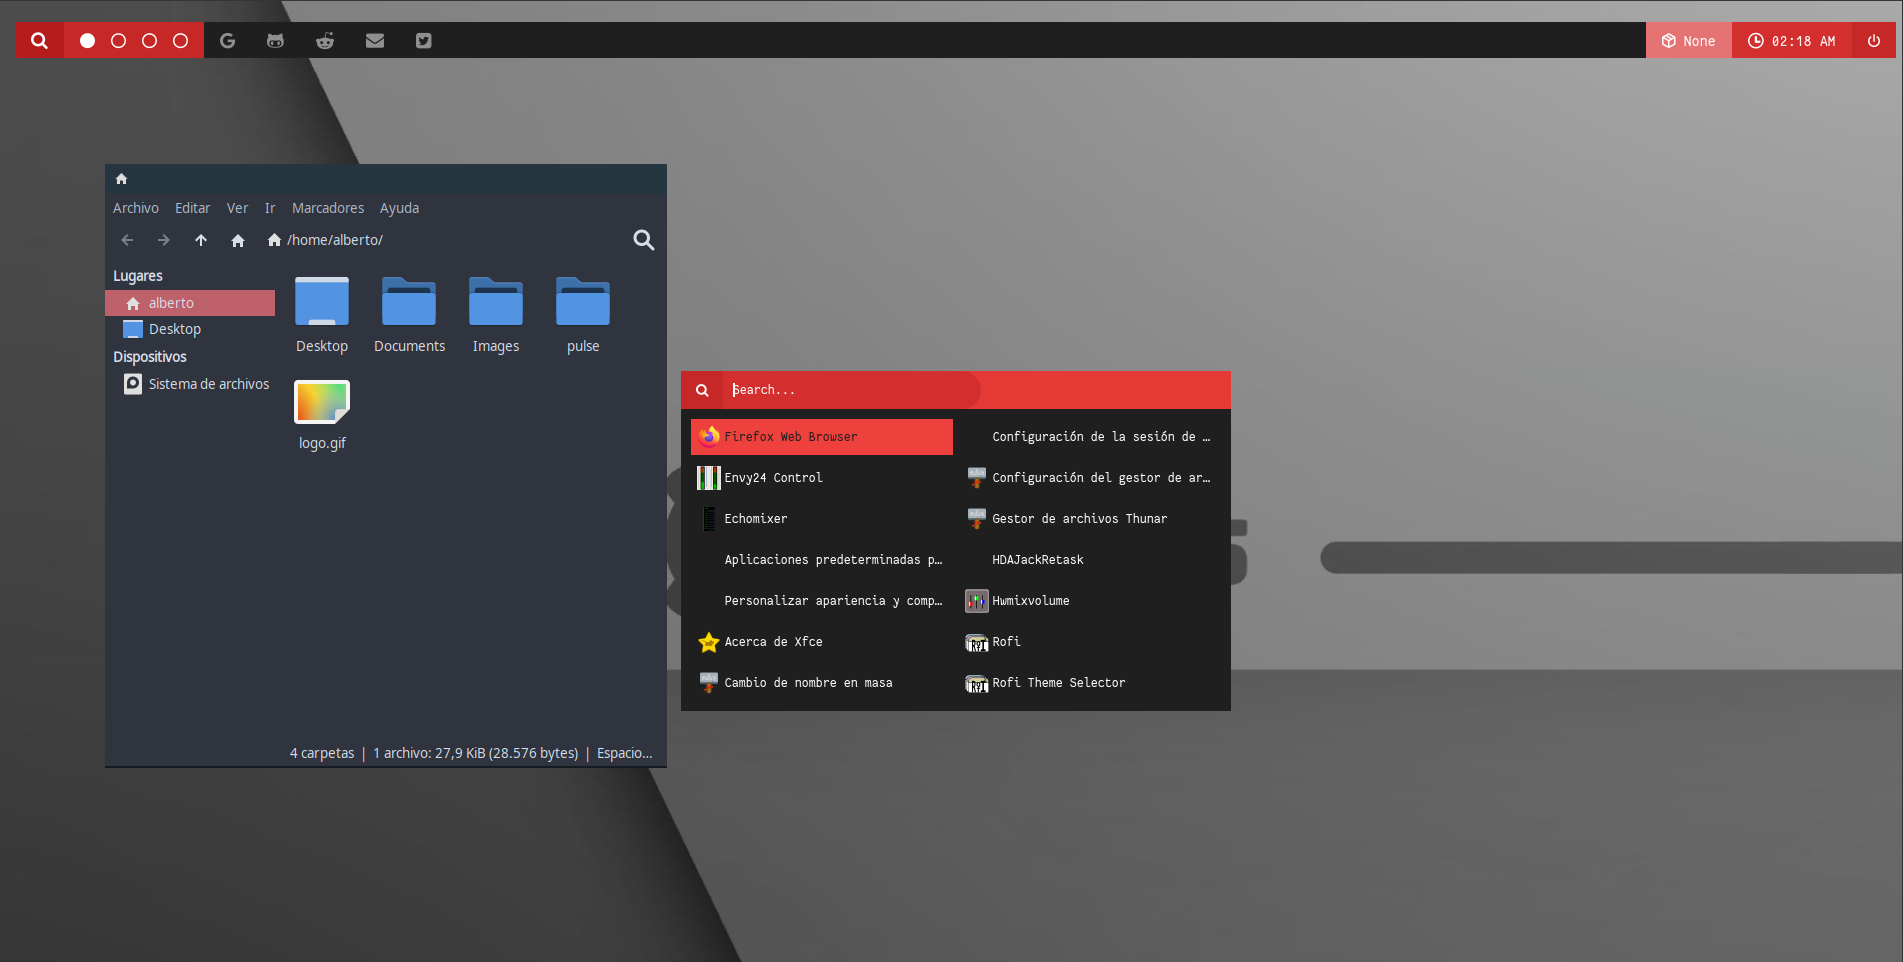 None
02:18 AM
Archivo Editar Ver Ir Marcadores Ayuda
/home/alberto/
Lugares
alberto
Desktop
Dispositivos
Sistema de archivos
Desktop Documents Images pulse
logo.gif
4 carpetas | 1 archivo: 27,9 KiB (28.576 bytes) | Espacio...
Search...
Firefox Web Browser
Envy24 Control
Echomixer
Aplicaciones predeterminadas p…
Personalizar apariencia y comp…
Acerca de Xfce
Cambio de nombre en masa
Configuración de la sesión de …
Configuración del gestor de ar…
Gestor de archivos Thunar
HDAJackRetask
Hwmixvolume
Rofi
Rofi Theme Selector